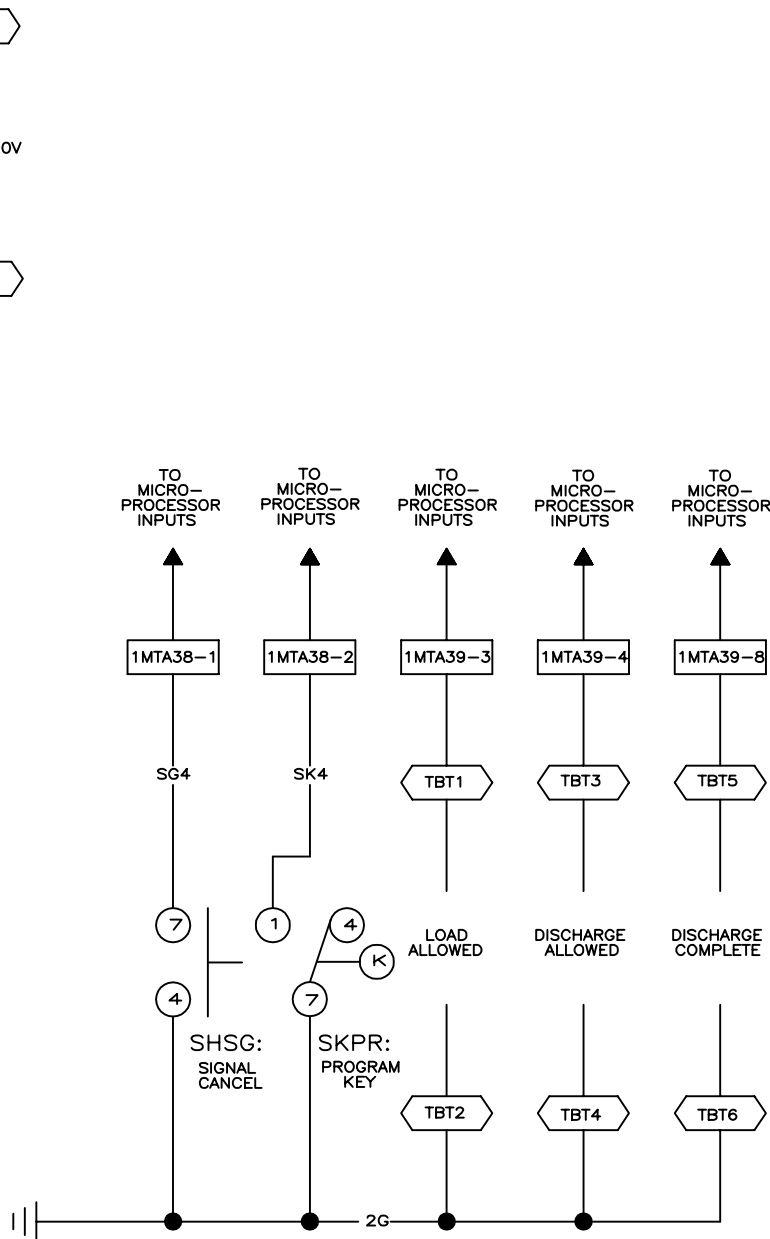 0V
TO
MICRO-
PROCESSOR
INPUTS
TO
MICRO-
PROCESSOR
INPUTS
TO
MICRO-
PROCESSOR
INPUTS
TO
MICRO-
PROCESSOR
INPUTS
TO
MICRO-
PROCESSOR
INPUTS
1MTA38-1
1MTA38-2
1MTA39-3
1MTA39-4
1MTA39-8
SG4
SK4
TBT1
TBT3
TBT5
7
1
4
K
4
7
LOAD
ALLOWED
DISCHARGE
ALLOWED
DISCHARGE
COMPLETE
SHSG:
SIGNAL
CANCEL
SKPR:
PROGRAM
KEY
TBT2
TBT4
TBT6
2G